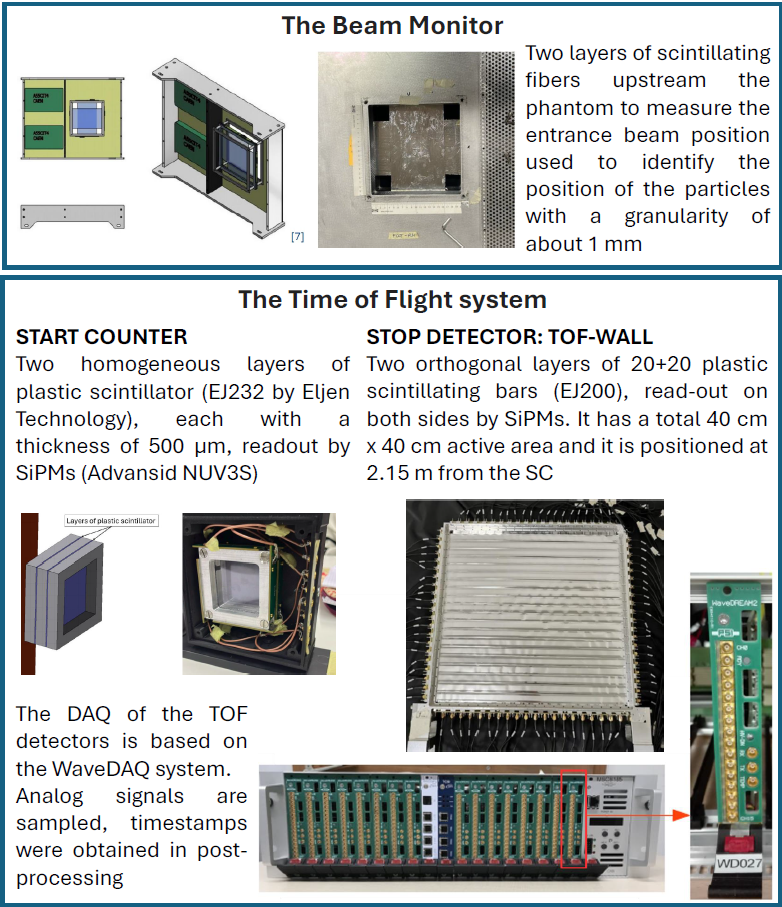 The Beam Monitor
Two layers of scintillating
fibers upstream the
phantom to measure the
entrance beam position
used to identify the
position of the particles
with a granularity of
about 1 mm
[7]
The Time of Flight system
START COUNTER
Two homogeneous layers of
plastic scintillator (EJ232 by Eljen
Technology), each with a
thickness of 500 μm, readout by
SiPMs (Advansid NUV3S)
STOP DETECTOR: TOF-WALL
Two orthogonal layers of 20+20 plastic
scintillating bars (EJ200), read-out on
both sides by SiPMs. It has a total 40 cm
x 40 cm active area and it is positioned at
2.15 m from the SC
Layers of plastic scintillator
The DAQ of the TOF
detectors is based on
the WaveDAQ system.
Analog signals are
sampled, timestamps
were obtained in post-
processing
WaveDREAM2
WD027